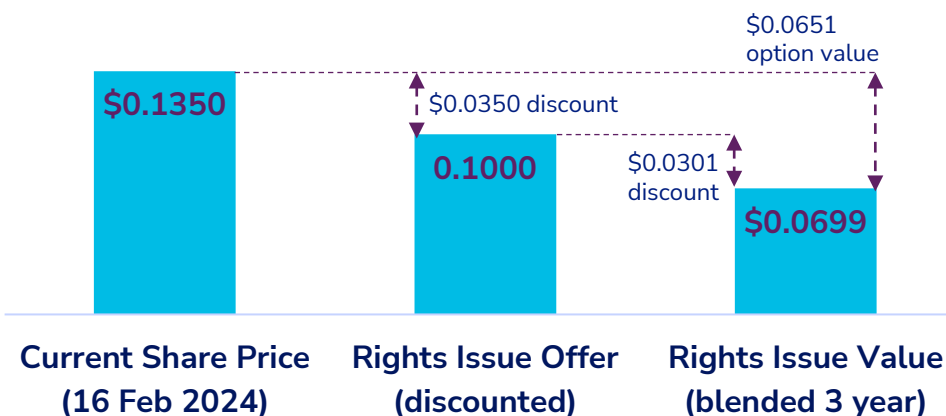 $0.0651
option value
$0.1350
$0.0350 discount
0.1000
$0.0301
discount
$0.0699
Current Share Price
(16 Feb 2024)
Rights Issue Offer
(discounted)
Rights Issue Value
(blended 3 year)